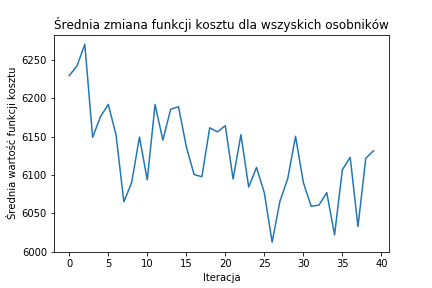 Średnia zmiana funkcji kosztu dla wszyskich osobników
Średnia wartość funkcji kosztu
6250
6200
6150
6100
6050
6000
0 5 10 15 20 25 30 35 40
Iteracja